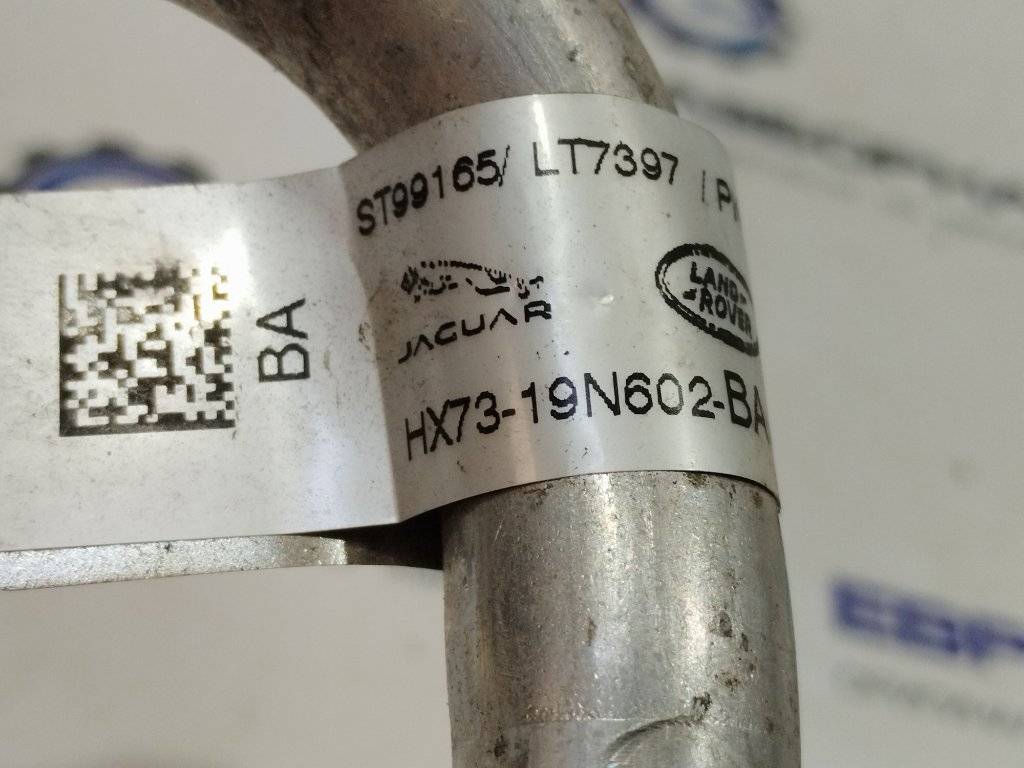 ST99165/ LT7397 /
JAGUAR
LAND-
-ROVER
HX73-19N602-BA
BA